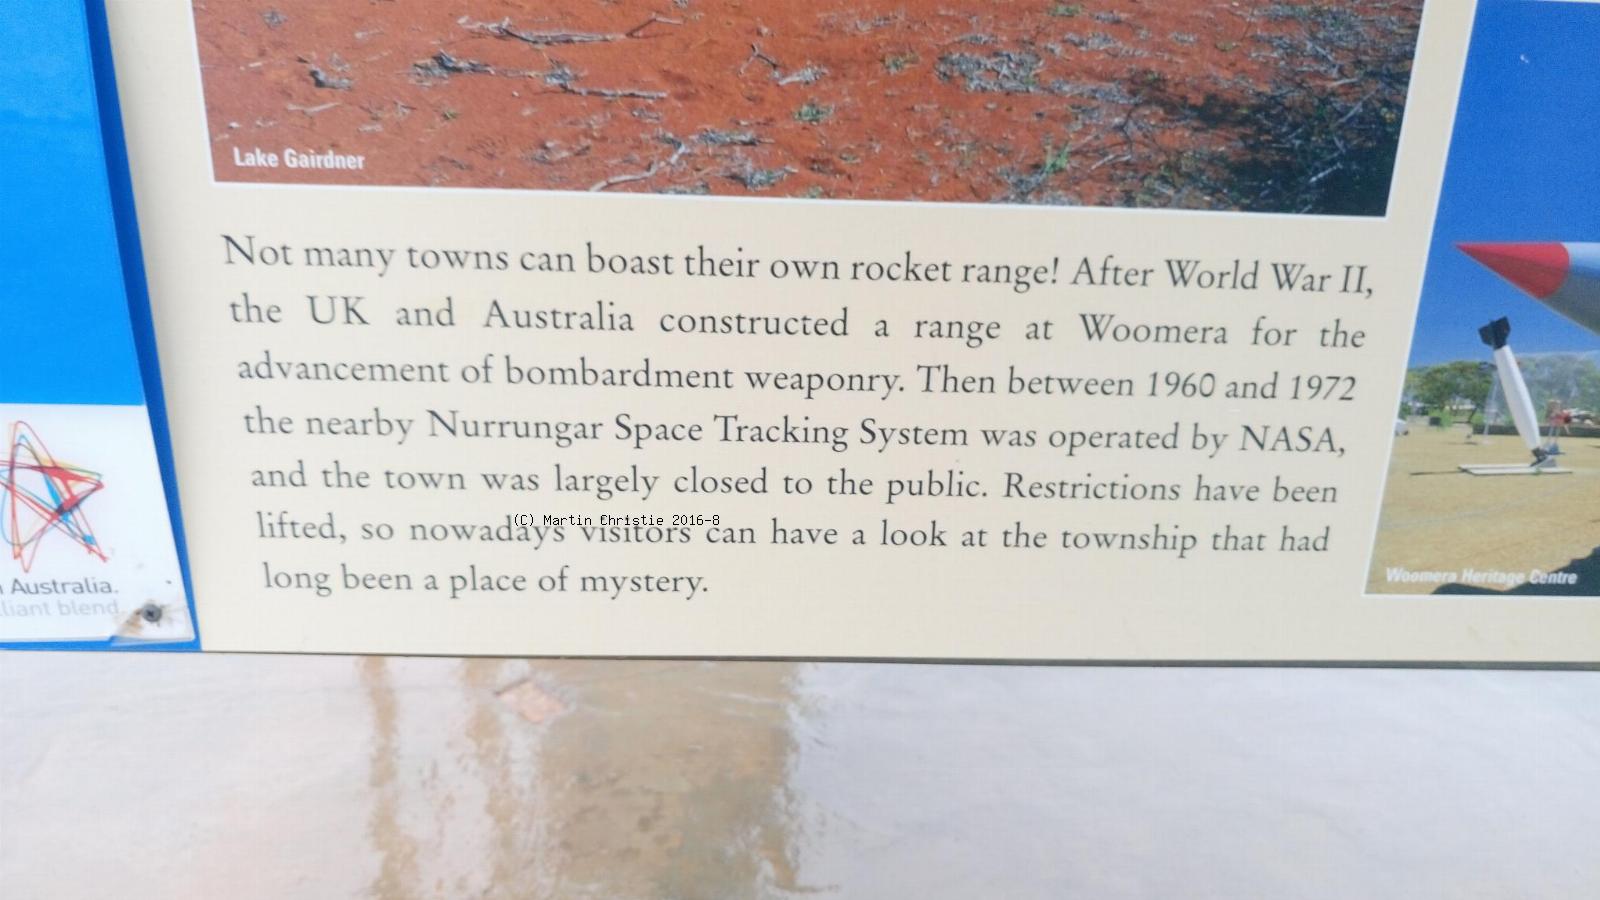 Lake Gairdner
Not many towns can boast their own rocket range! After World War II,
the UK and Australia constructed a range at Woomera for the
advancement of bombardment weaponry. Then between 1960 and 1972
the nearby Nurrungar Space Tracking System was operated by NASA,
and the town was largely closed to the public. Restrictions have been
lifted, so nowadays visitors can have a look at the township that had
long been a place of mystery.
(C) Martin Christie 2016-8
Woomera Heritage Centre
Australia.
blend